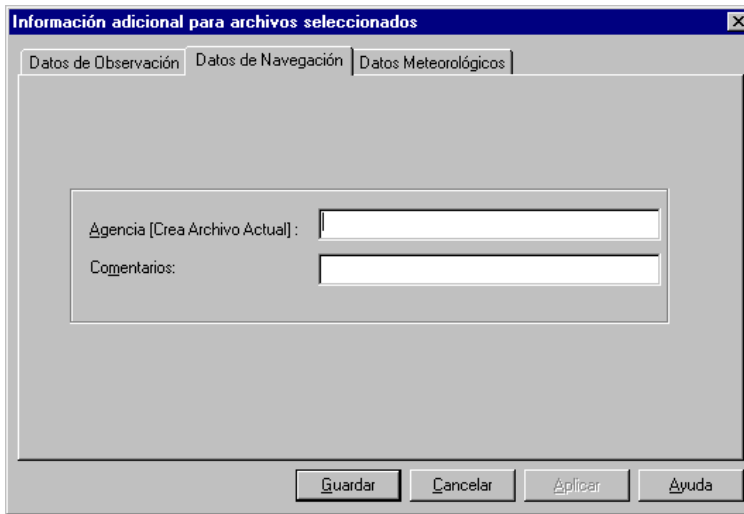 Información adicional para archivos seleccionados
Datos de Observación Datos de Navegación Datos Meteorológicos
Agencia [Crea Archivo Actual] :
Comentarios:
Guardar Cancelar Aplicar Ayuda